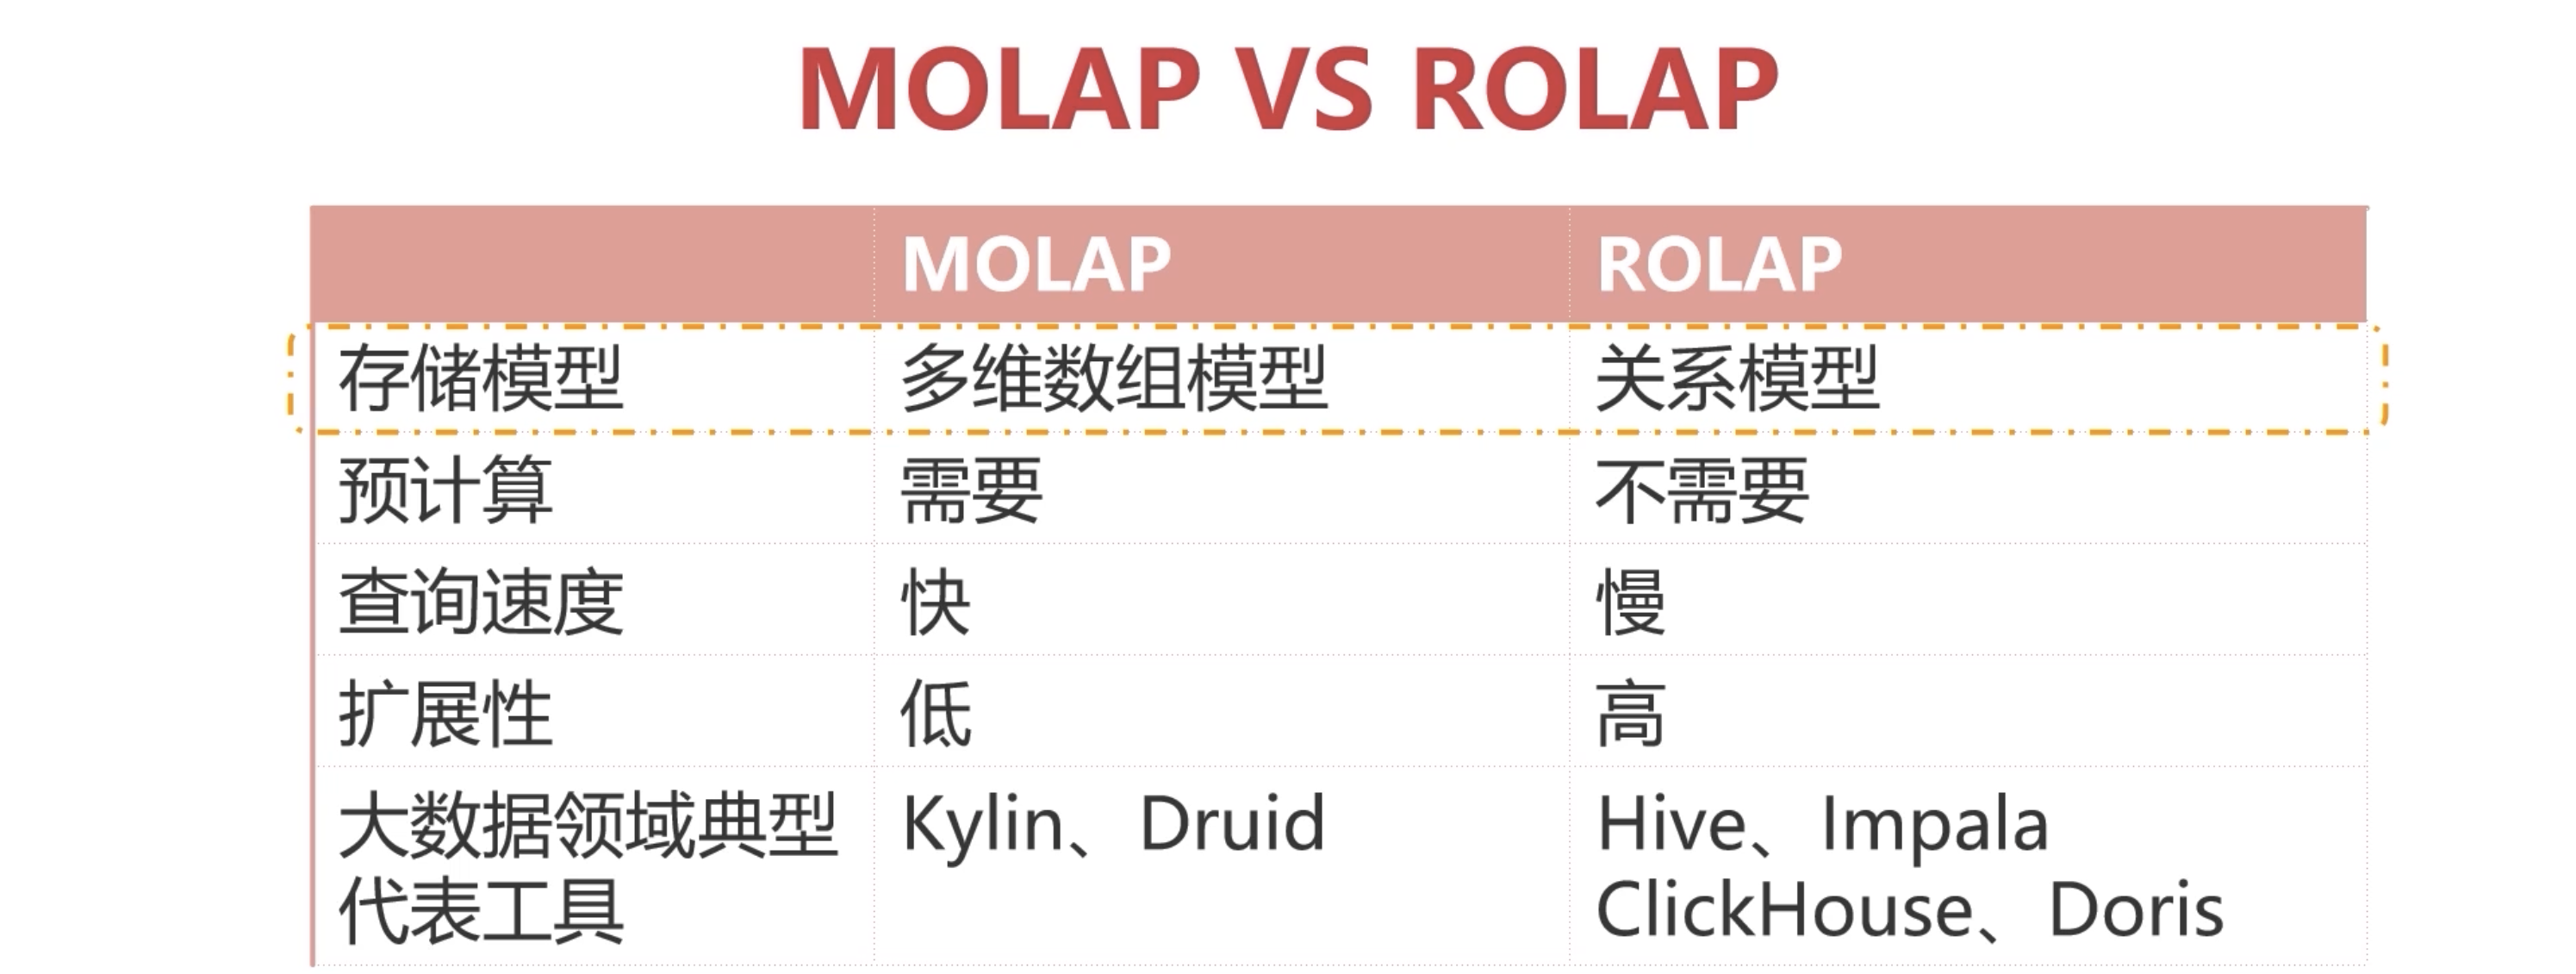 MOLAP VS ROLAP
MOLAP ROLAP
存储模型 多维数组模型 关系模型
预计算 需要 不需要
查询速度 快 慢
扩展性 低 高
大数据领域典型 Kylin、Druid Hive、Impala
代表工具 ClickHouse、Doris